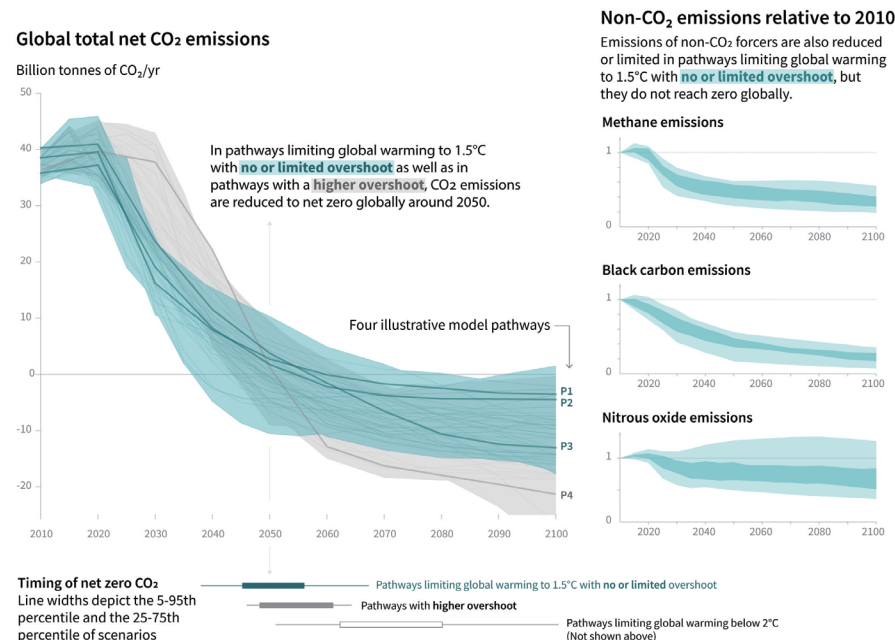 Global total net CO₂ emissions
Billion tonnes of CO₂/yr
50
40
30
20
10
0
-10
-20
2010 2020 2030 2040 2050 2060 2070 2080 2090 2100
In pathways limiting global warming to 1.5°C
with no or limited overshoot as well as in
pathways with a higher overshoot, CO₂ emissions
are reduced to net zero globally around 2050.
Four illustrative model pathways
P1
P2
P3
P4
Timing of net zero CO₂
Line widths depict the 5-95th
percentile and the 25-75th
percentile of scenarios
Pathways limiting global warming to 1.5°C with no or limited overshoot
Pathways with higher overshoot
Pathways limiting global warming below 2°C
(Not shown above)
Non-CO₂ emissions relative to 2010
Emissions of non-CO₂ forcers are also reduced
or limited in pathways limiting global warming
to 1.5°C with no or limited overshoot, but
they do not reach zero globally.
Methane emissions
1
0
2020 2040 2060 2080 2100
Black carbon emissions
1
0
2020 2040 2060 2080 2100
Nitrous oxide emissions
1
0
2020 2040 2060 2080 2100